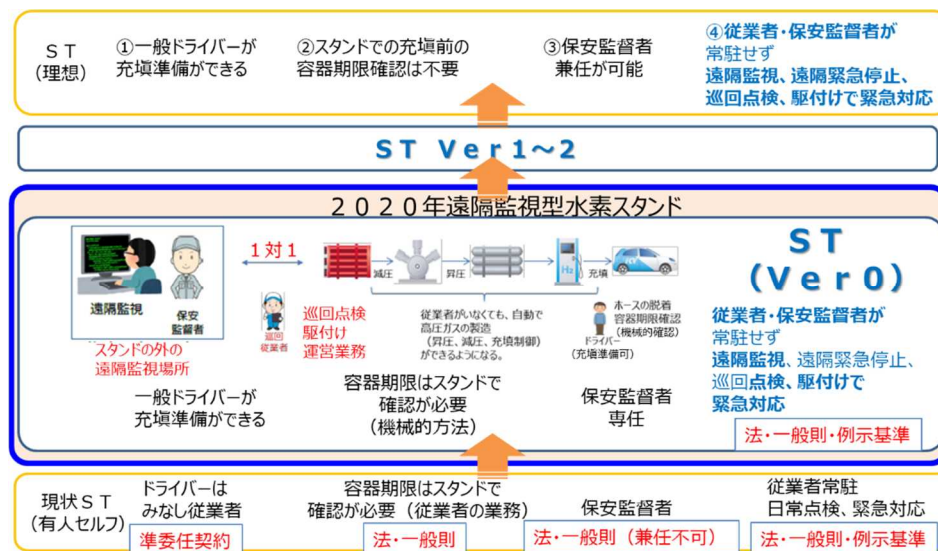 ST
（理想）
①一般ドライバーが
充塡準備ができる
②スタンドでの充塡前の
容器期限確認は不要
③保安監督者
兼任が可能
④従業者・保安監督者が
常駐せず
遠隔監視、遠隔緊急停止、
巡回点検、駆付けで緊急対応
ST Ver1～2
2020年遠隔監視型水素スタンド
遠隔監視
保安
監督者
スタンドの外の
遠隔監視場所
1対1
巡回
従業者
巡回点検
駆付け
運営業務
減圧
昇圧
H2
充塡
従業者がいなくても、自動で
高圧ガスの製造
（昇圧、減圧、充塡制御）
ができるようになる。
ホースの脱着
容器期限確認
（機械的確認）
ドライバー
（充塡準備可）
一般ドライバーが
充塡準備ができる
容器期限はスタンドで
確認が必要
（機械的方法）
保安監督者
専任
ST
（Ver0）
従業者・保安監督者が
常駐せず
遠隔監視、遠隔緊急停止、
巡回点検、駆付けで
緊急対応
法・一般則・例示基準
現状ST
（有人セルフ）
ドライバーは
みなし従業者
準委任契約
容器期限はスタンドで
確認が必要（従業者の業務）
法・一般則
保安監督者
法・一般則（兼任不可）
従業者常駐
日常点検、緊急対応
法・一般則・例示基準